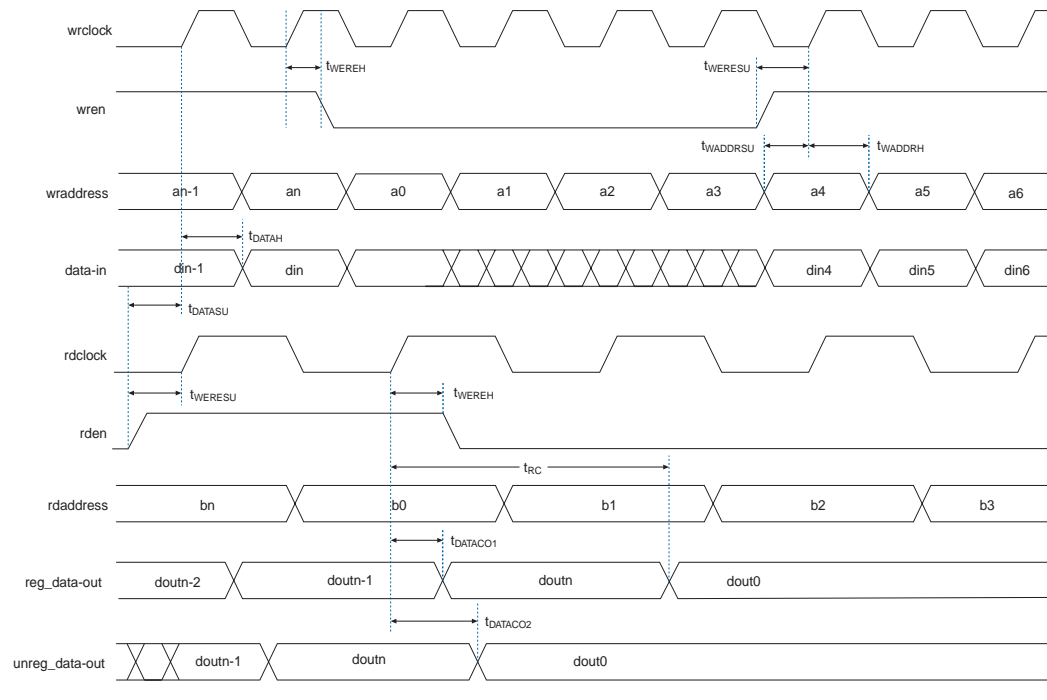 wrclock
tWEREH
tWERESU
wren
tWADDRSU
tWADDRH
wraddress an-1 an a0 a1 a2 a3 a4 a5 a6
tDATAH
data-in din-1 din din4 din5 din6
tDATASU
rdclock
tWERESU tWEREH
rden
tRC
rdaddress bn b0 b1 b2 b3
tDATACO1
reg_data-out doutn-2 doutn-1 doutn dout0
tDATACO2
unreg_data-out doutn-1 doutn dout0